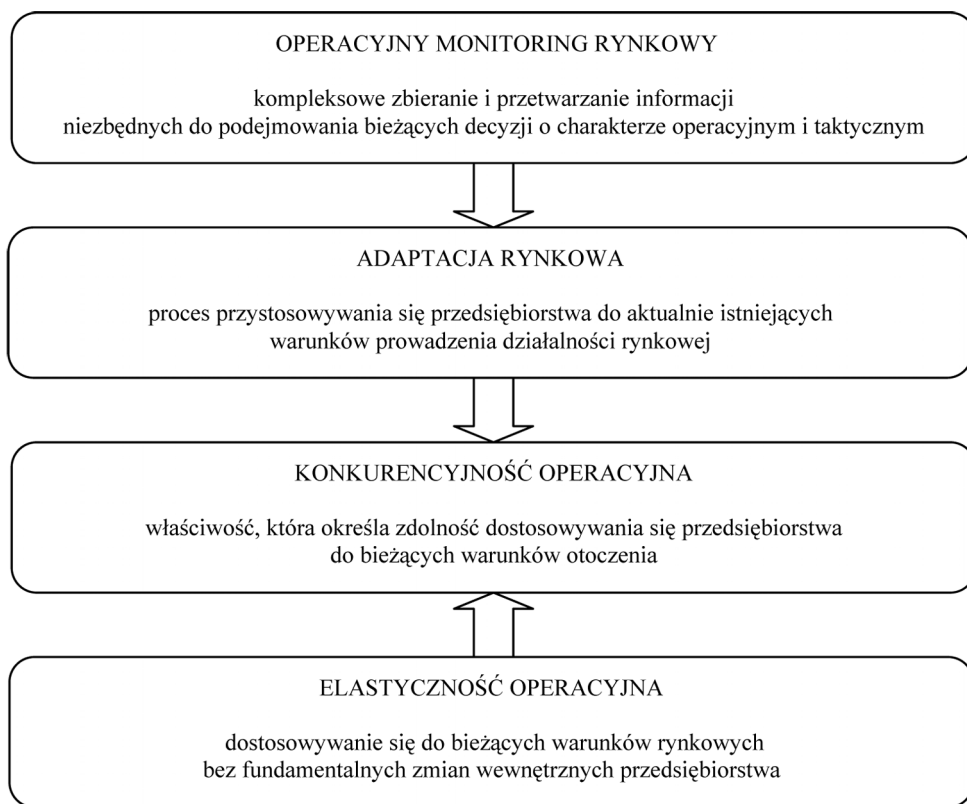 OPERACYJNY MONITORING RYNKOWY
kompleksowe zbieranie i przetwarzanie informacji
niezbędnych do podejmowania bieżących decyzji o charakterze operacyjnym i taktycznym
ADAPTACJA RYNKOWA
proces przystosowywania się przedsiębiorstwa do aktualnie istniejących
warunków prowadzenia działalności rynkowej
KONKURENCYJNOŚĆ OPERACYJNA
właściwość, która określa zdolność dostosowywania się przedsiębiorstwa
do bieżących warunków otoczenia
ELASTYCZNOŚĆ OPERACYJNA
dostosowywanie się do bieżących warunków rynkowych
bez fundamentalnych zmian wewnętrznych przedsiębiorstwa